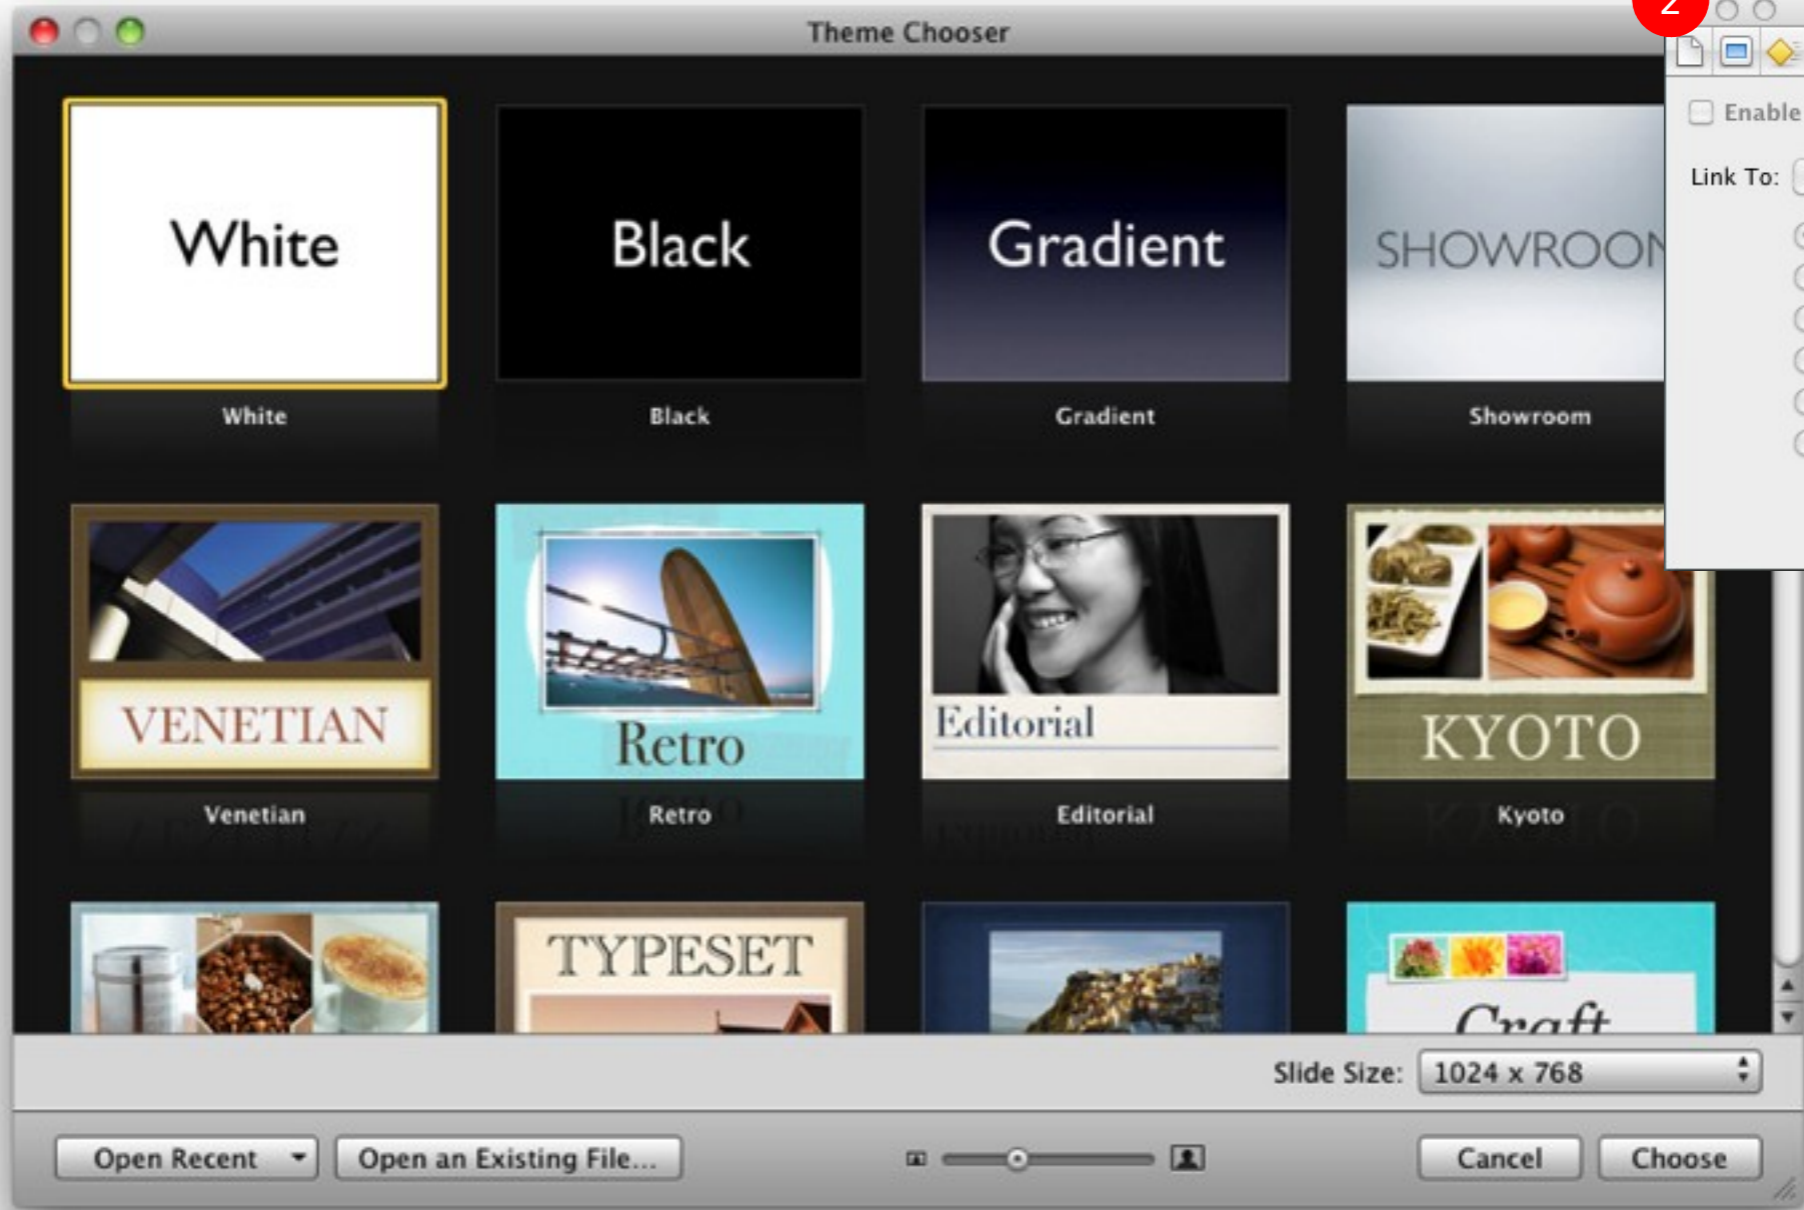 Theme Chooser
2
Enable
Link To:
White
Black
Gradient
SHOWROOM
White
Black
Gradient
Showroom
VENETIAN
Retro
Editorial
KYOTO
Venetian
Retro
Editorial
Kyoto
TYPESET
Craft
Slide Size: 1024 x 768
Open Recent
Open an Existing File...
Cancel
Choose